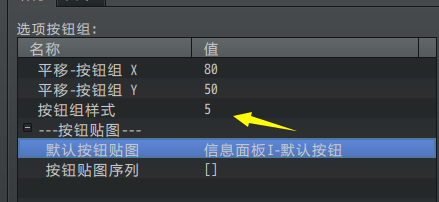 选项按钮组:
名称 值
平移-按钮组 X 80
平移-按钮组 Y 50
按钮组样式 5
---按钮贴图---
默认按钮贴图 信息面板I-默认按钮
按钮贴图序列 []